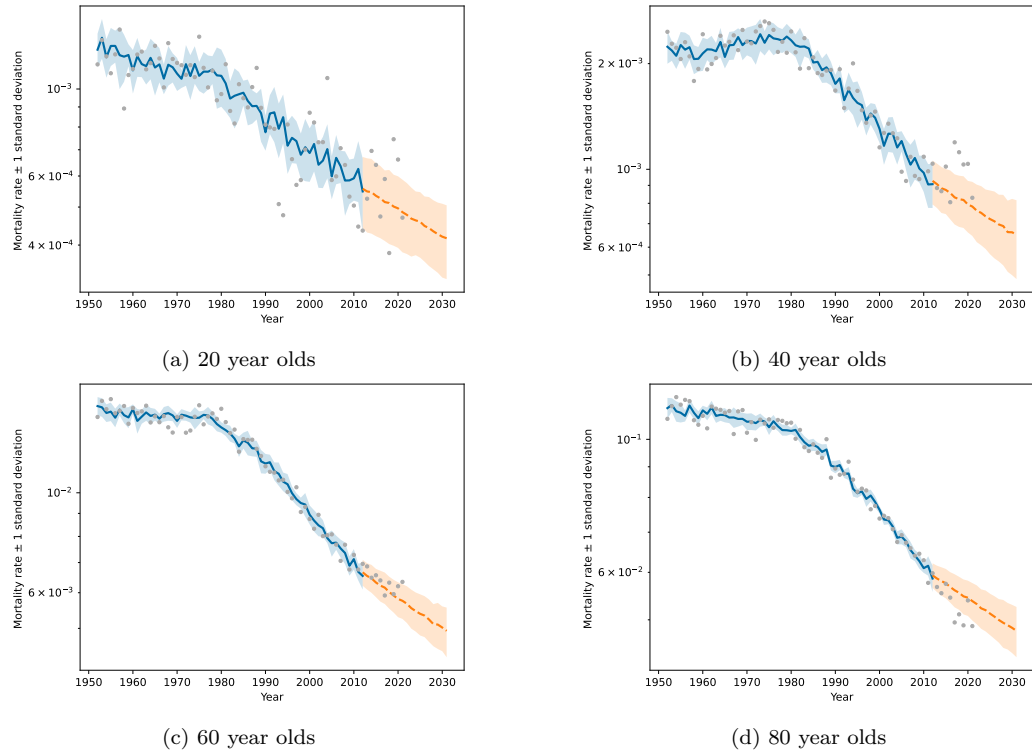 Mortality rate ± 1 standard deviation
10⁻³
6 × 10⁻⁴
4 × 10⁻⁴
1950 1960 1970 1980 1990 2000 2010 2020 2030
Year
(a) 20 year olds
Mortality rate ± 1 standard deviation
2 × 10⁻³
10⁻³
6 × 10⁻⁴
1950 1960 1970 1980 1990 2000 2010 2020 2030
Year
(b) 40 year olds
Mortality rate ± 1 standard deviation
10⁻²
6 × 10⁻³
1950 1960 1970 1980 1990 2000 2010 2020 2030
Year
(c) 60 year olds
Mortality rate ± 1 standard deviation
10⁻¹
6 × 10⁻²
1950 1960 1970 1980 1990 2000 2010 2020 2030
Year
(d) 80 year olds